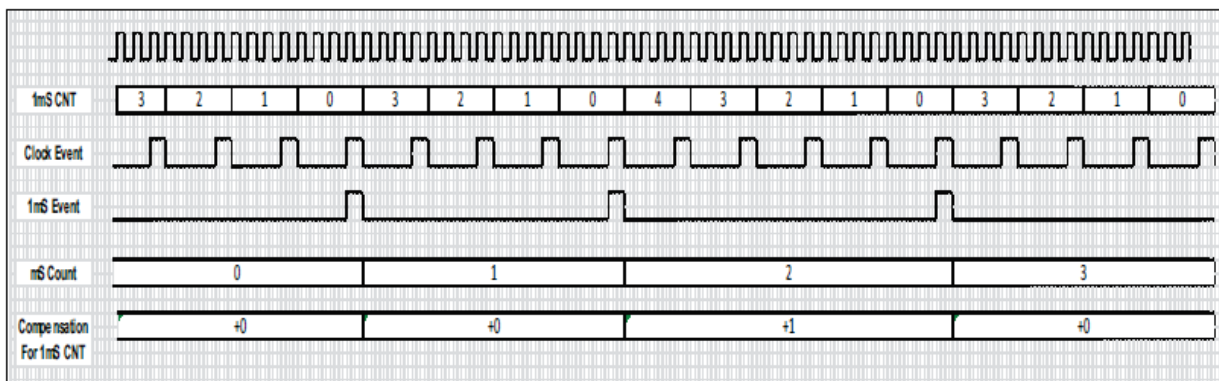 1mS CNT 3 2 1 0 3 2 1 0 4 3 2 1 0 3 2 1 0
Clock Event
1mS Event
mS Count 0 1 2 3
Compensation +0 +0 +1 +0
For 1mS CNT